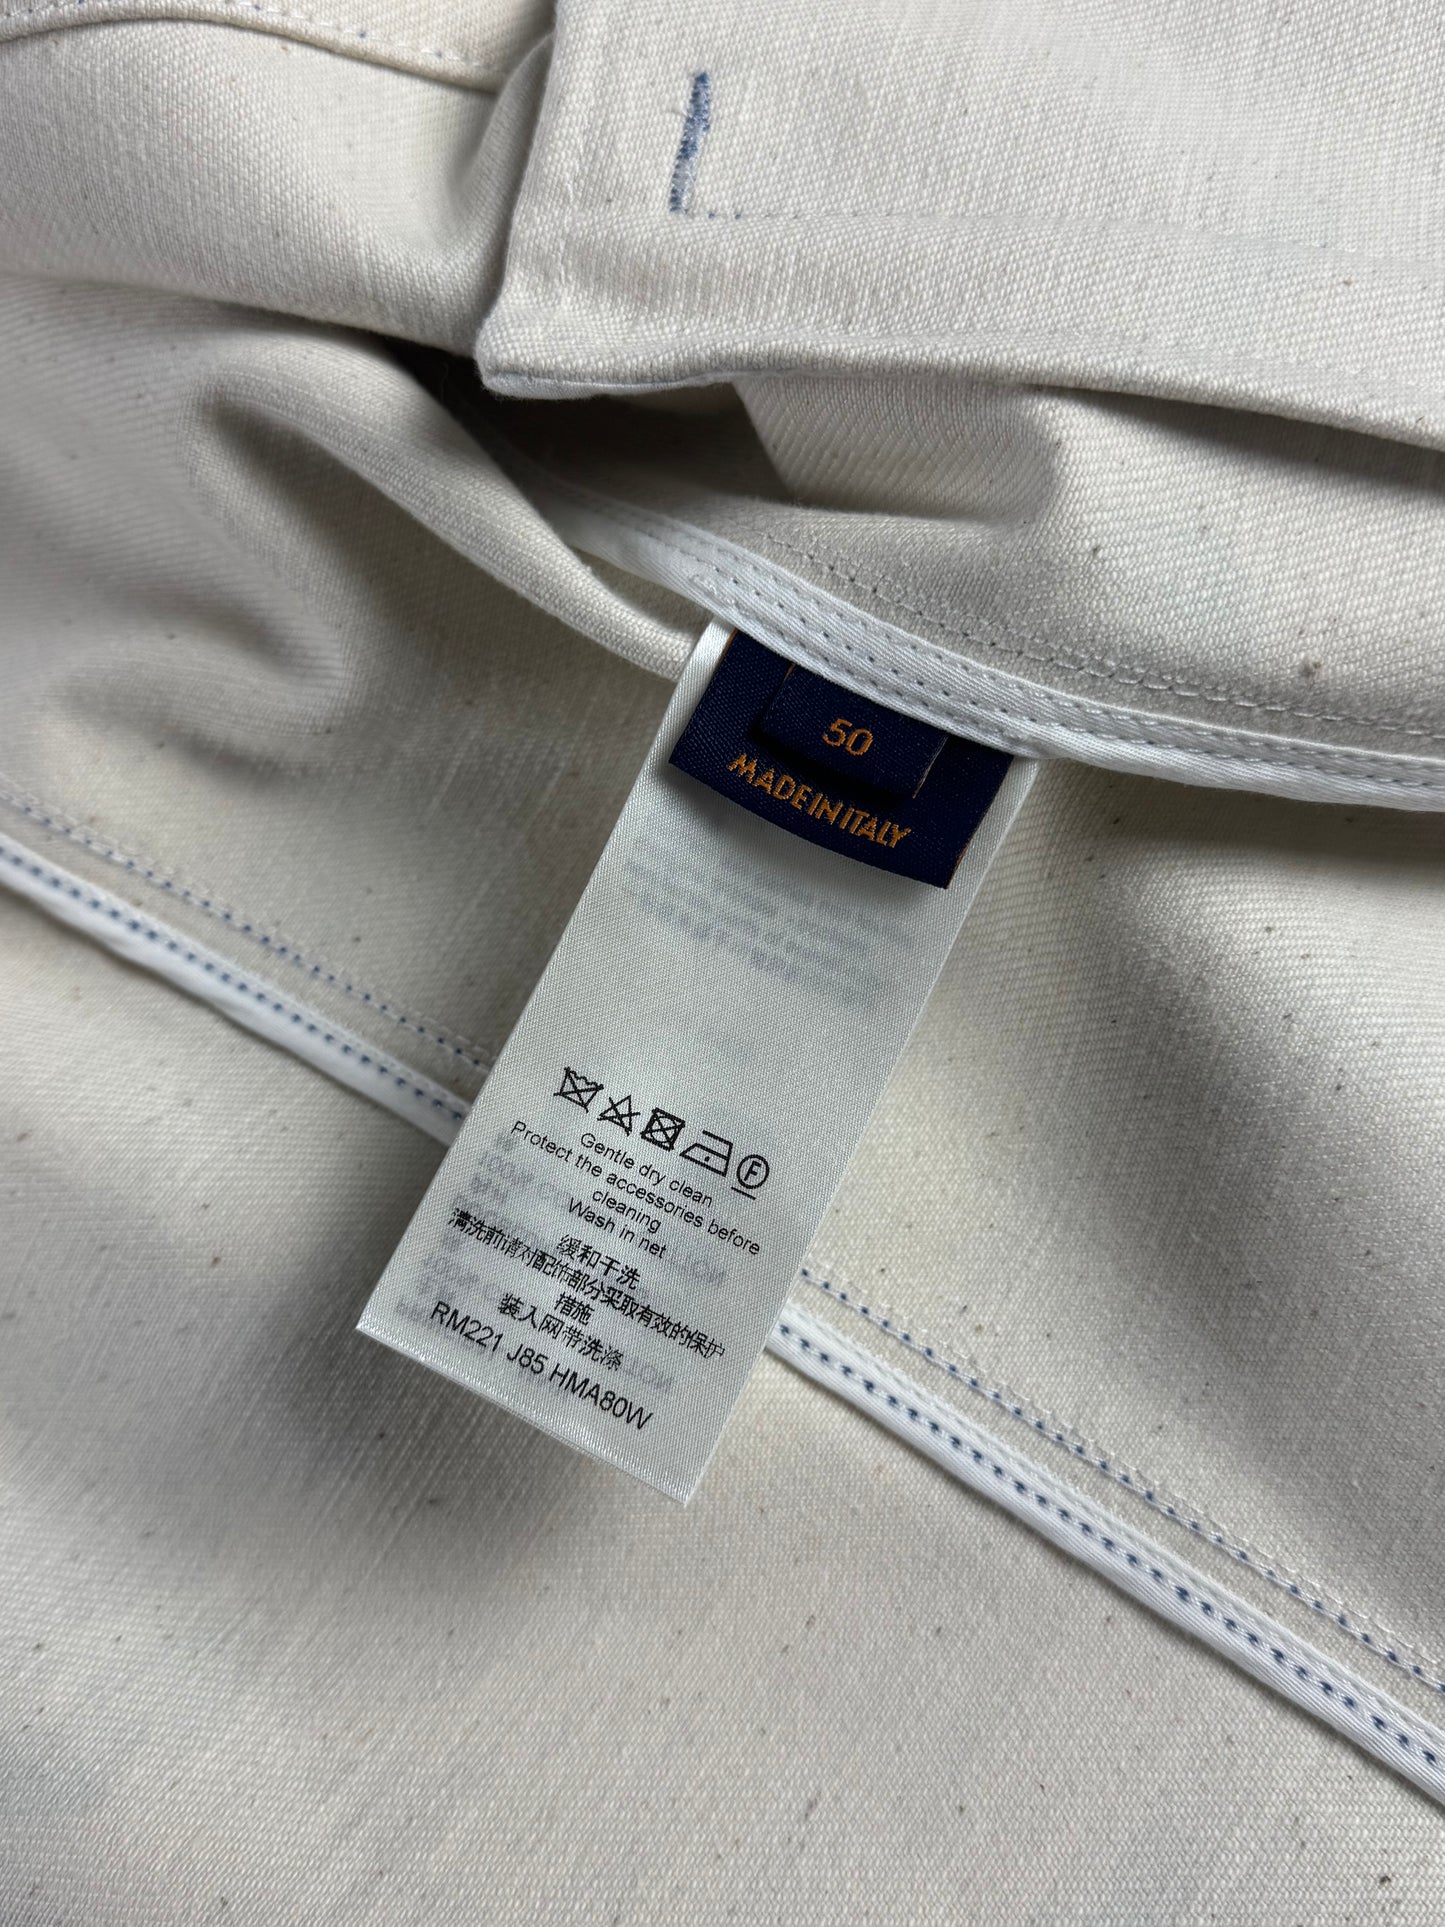 50
MADE IN ITALY
F
Gentle dry clean
Protect the accessories before
cleaning
Wash in net
缓和干洗
清洗前请对配饰部分采取有效的保护
措施
装入网带洗涤
RM221 J85 HMA80W